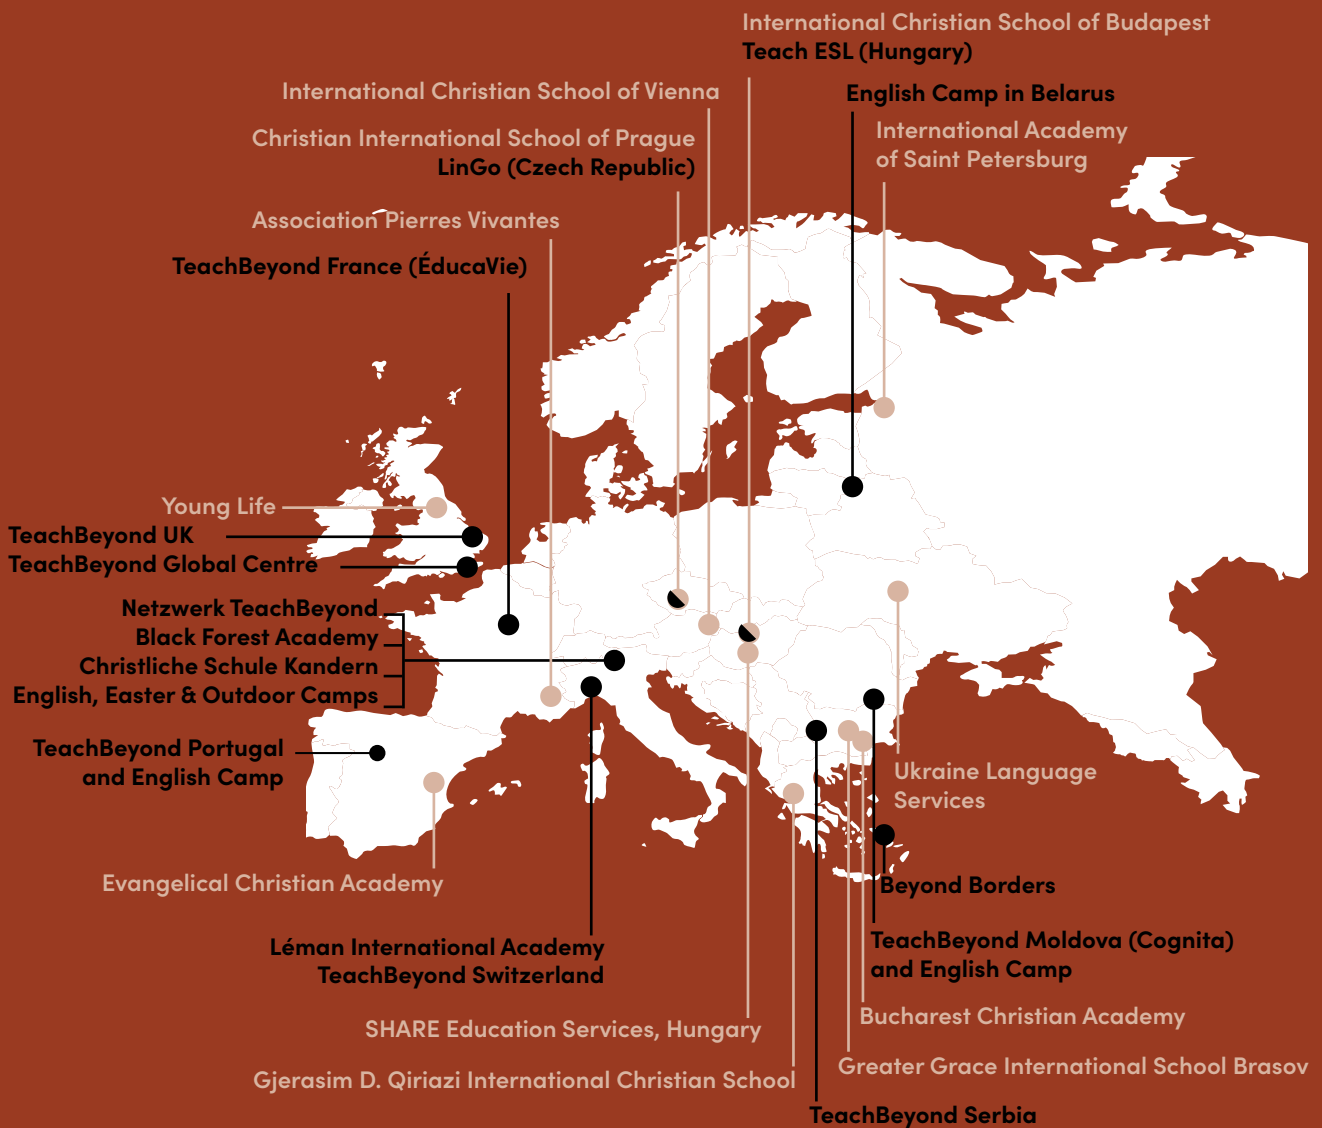 International Christian School of Budapest
Teach ESL (Hungary)
International Christian School of Vienna
English Camp in Belarus
Christian International School of Prague
LinGo (Czech Republic)
International Academy
of Saint Petersburg
Association Pierres Vivantes
TeachBeyond France (ÉducaVie)
Young Life
TeachBeyond UK
TeachBeyond Global Centre
Netzwerk TeachBeyond
Black Forest Academy
Christliche Schule Kandern
English, Easter & Outdoor Camps
TeachBeyond Portugal
and English Camp
Ukraine Language
Services
Evangelical Christian Academy
Beyond Borders
Léman International Academy
TeachBeyond Switzerland
TeachBeyond Moldova (Cognita)
and English Camp
Bucharest Christian Academy
SHARE Education Services, Hungary
Greater Grace International School Brasov
Gjerasim D. Qiriazi International Christian School
TeachBeyond Serbia